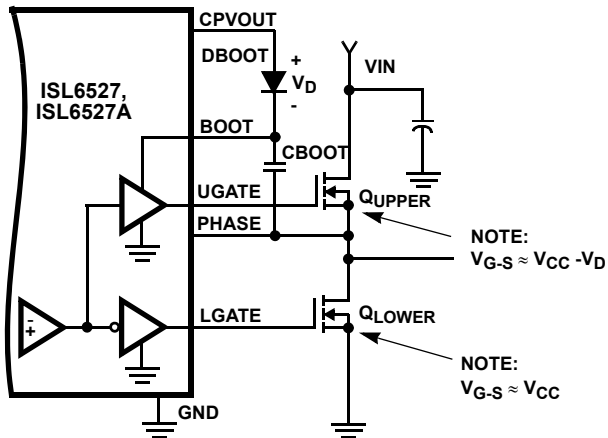 CPVOUT
DBOOT
+
VD
-
VIN
ISL6527,
ISL6527A
BOOT
CBOOT
UGATE
QUPPER
PHASE
NOTE:
VG-S ≈ VCC -VD
-
+
LGATE
QLOWER
NOTE:
VG-S ≈ VCC
GND